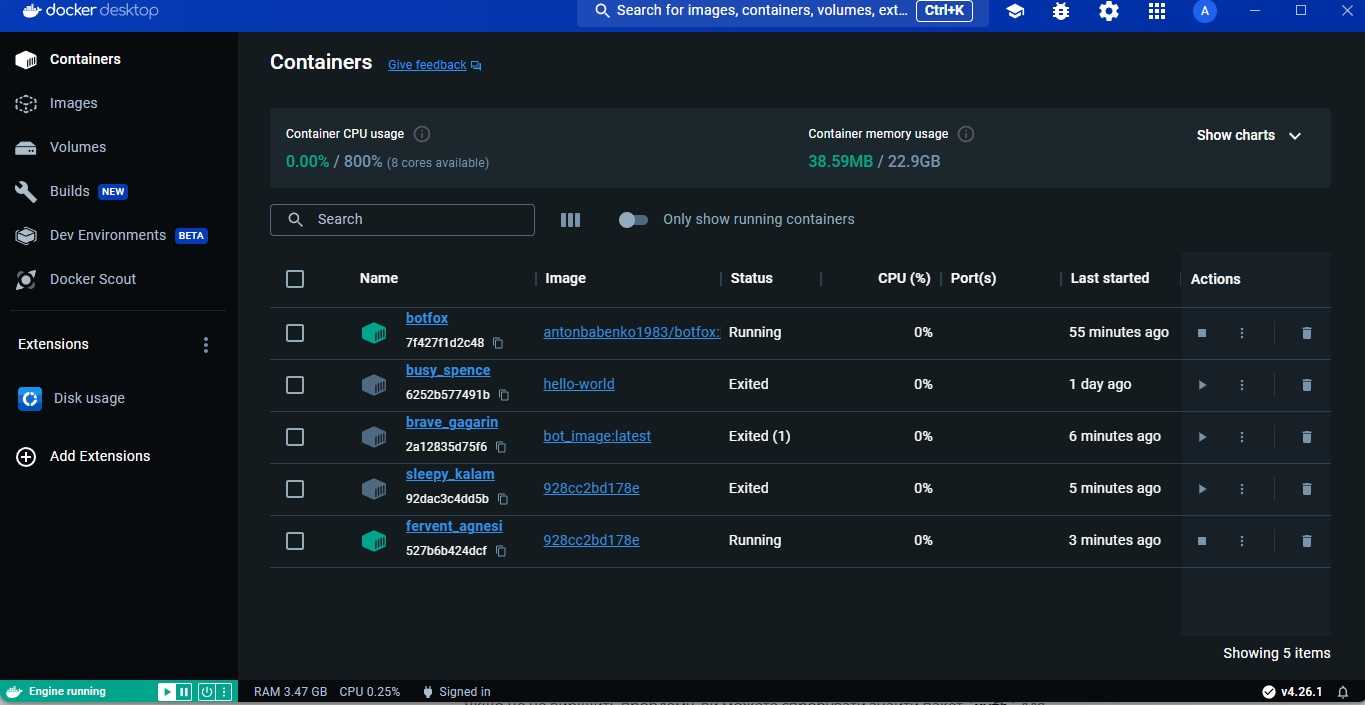 docker desktop
Search for images, containers, volumes, ext... Ctrl+K
A
Containers
Images
Volumes
Builds NEW
Dev Environments BETA
Docker Scout
Extensions
Disk usage
Add Extensions
Containers Give feedback
Container CPU usage
0.00% / 800% (8 cores available)
Container memory usage
38.59MB / 22.9GB
Show charts
Search
Only show running containers
Name Image Status CPU (%) Port(s) Last started Actions
botfox
7f427f1d2c48
antonbabenko1983/botfox: Running 0% 55 minutes ago
busy_spence
6252b577491b
hello-world Exited 0% 1 day ago
brave_gagarin
2a12835d75f6
bot_image:latest Exited (1) 0% 6 minutes ago
sleepy_kalam
92dac3c4dd5b
928cc2bd178e Exited 0% 5 minutes ago
fervent_agnesi
527b6b424dcf
928cc2bd178e Running 0% 3 minutes ago
Showing 5 items
Engine running
RAM 3.47 GB CPU 0.25% Signed in
v4.26.1